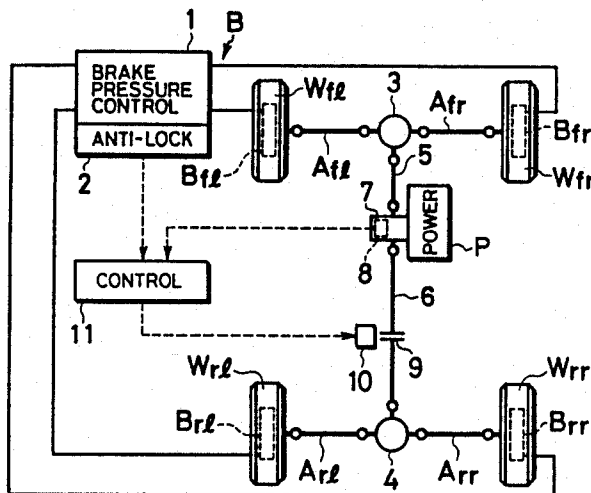 1
B
BRAKE
PRESSURE
CONTROL
ANTI-LOCK
2
Wfl
Bfl
Afl
3
Afr
5
Bfr
Wfr
7
8
POWER
P
CONTROL
11
6
10
9
Wrl
Brl
Arl
4
Arr
Wrr
Brr